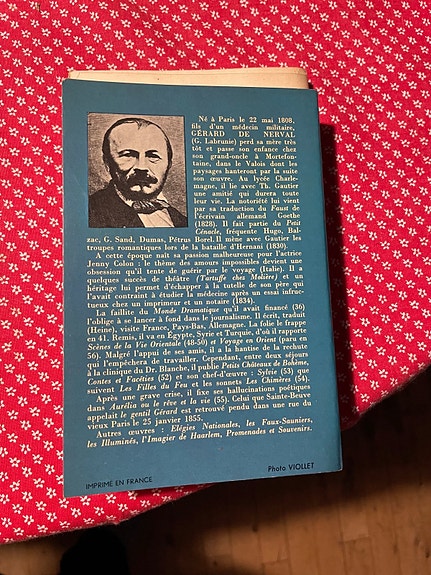 Né à Paris le 22 mai 1808,
fils d'un médecin militaire,
GÉRARD DE NERVAL
(G. Labrunie) perd sa mère très
tôt et passe son enfance chez
son grand-oncle à Mortefon-
taine, dans le Valois dont les
paysages hanteront par la suite
son œuvre. Au lycée Charle-
magne, il lie avec Th. Gautier
une amitié qui durera toute
leur vie. La notoriété lui vient
par sa traduction du Faust de
l'écrivain allemand Goethe
(1828). Il fait partie du Petit
Cénacle, fréquente Hugo, Bal-
zac, G. Sand, Dumas, Pétrus Borel. Il mène avec Gautier les
troupes romantiques lors de la bataille d'Hernani (1830).
A cette époque naît sa passion malheureuse pour l'actrice
Jenny Colon : le thème des amours impossibles devient une
obsession qu'il tente de guérir par le voyage (Italie). Il a
quelques succès de théâtre (Tartuffe chez Molière) et un
héritage lui permet d'échapper à la tutelle de son père qui
l'avait contraint à étudier la médecine après un essai infruc-
tueux chez un imprimeur et un notaire (1834).
La faillite du Monde Dramatique qu'il avait financé (36)
l'oblige à se lancer à fond dans le journalisme. Il écrit, traduit
(Heine), visite France, Pays-Bas, Allemagne. La folie le frappe
en 41. Remis, il va en Egypte, Syrie et Turquie, d'où il rapporte
Scènes de la Vie Orientale (48-50) et Voyage en Orient (paru en
56). Malgré l'appui de ses amis, il a la hantise de la rechute
qui l'empêchera de travailler. Cependant, entre deux séjours
à la clinique du Dr. Blanche, il publie Petits Châteaux de Bohême,
Contes et Facéties (52) et son chef-d'œuvre : Sylvie (53) que
suivent Les Filles du Feu et les sonnets Les Chimères (54).
Après une grave crise, il fixe ses hallucinations poétiques
dans Aurélia ou le rêve et la vie (55). Celui que Sainte-Beuve
appelait le gentil Gérard est retrouvé pendu dans une rue du
vieux Paris le 25 janvier 1855.
Autres œuvres : Elégies Nationales, les Faux-Sauniers,
les Illuminés, l'Imagier de Haarlem, Promenades et Souvenirs.
Photo VIOLLET
IMPRIMÉ EN FRANCE